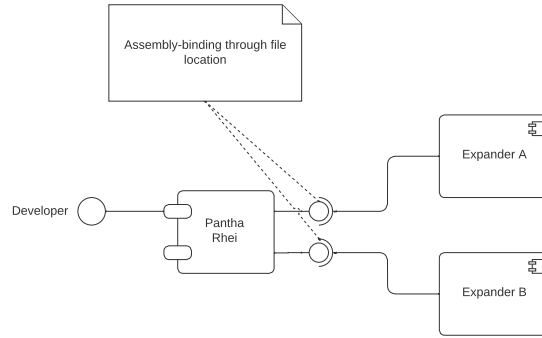 Assembly-binding through file
location
Expander A
Developer
Pantha
Rhei
Expander B